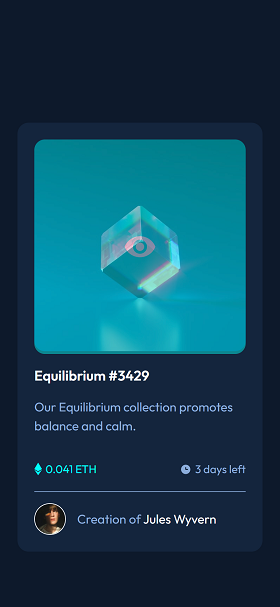 Equilibrium #3429
Our Equilibrium collection promotes
balance and calm.
0.041 ETH
3 days left
Creation of Jules Wyvern